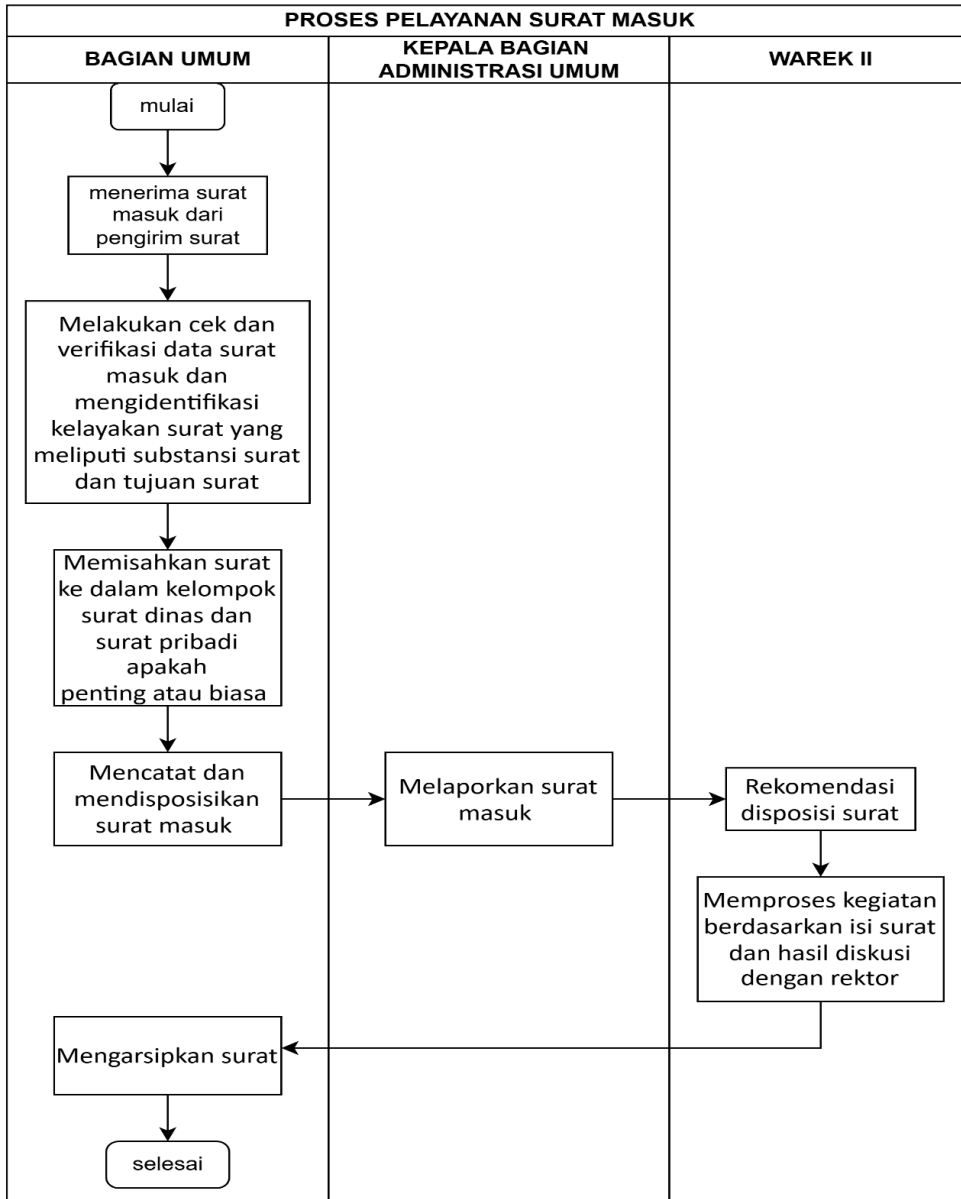 PROSES PELAYANAN SURAT MASUK
BAGIAN UMUM
KEPALA BAGIAN
ADMINISTRASI UMUM
WAREK II
mulai
menerima surat
masuk dari
pengirim surat
Melakukan cek dan
verifikasi data surat
masuk dan
mengidentifikasi
kelayakan surat yang
meliputi substansi surat
dan tujuan surat
Memisahkan surat
ke dalam kelompok
surat dinas dan
surat pribadi
apakah
penting atau biasa
Mencatat dan
mendisposisikan
surat masuk
Melaporkan surat
masuk
Rekomendasi
disposisi surat
Memproses kegiatan
berdasarkan isi surat
dan hasil diskusi
dengan rektor
Mengarsipkan surat
selesai